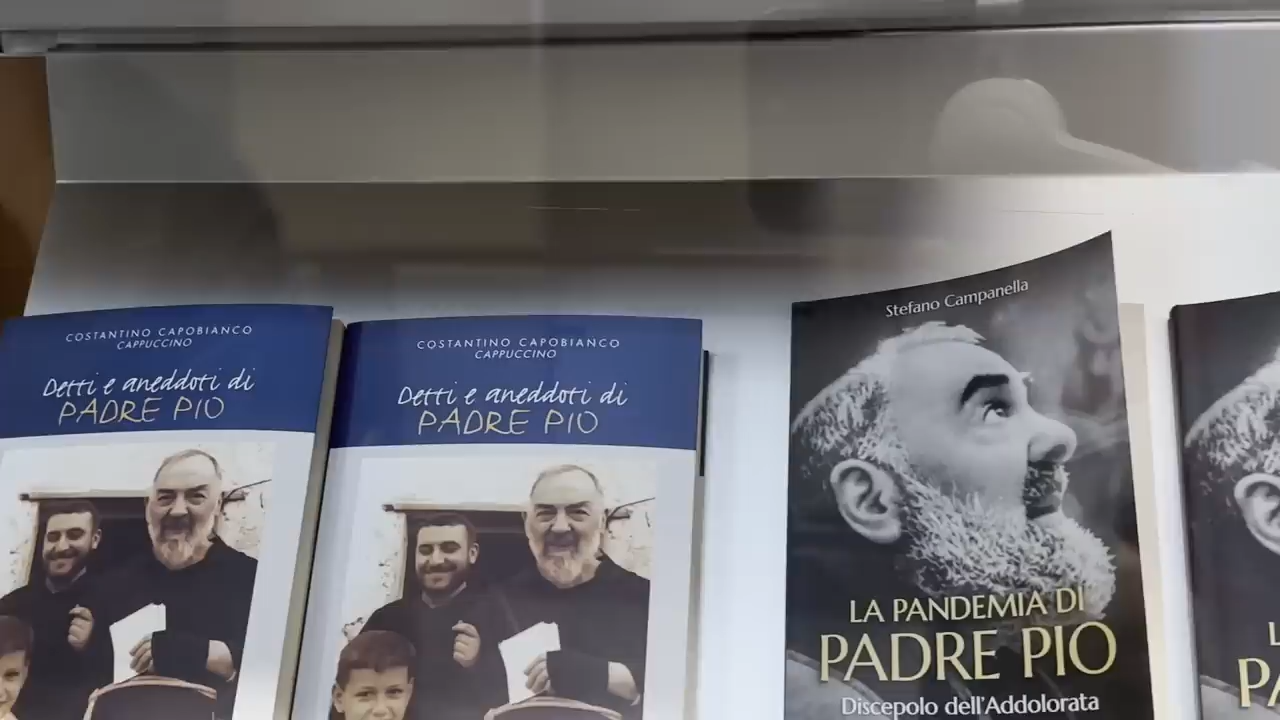 COSTANTINO CAPOBIANCO
CAPPUCCINO
Detti e aneddoti di
PADRE PIO
COSTANTINO CAPOBIANCO
CAPPUCCINO
Detti e aneddoti di
PADRE PIO
Stefano Campanella
LA PANDEMIA DI
PADRE PIO
Discepolo dell'Addolorata